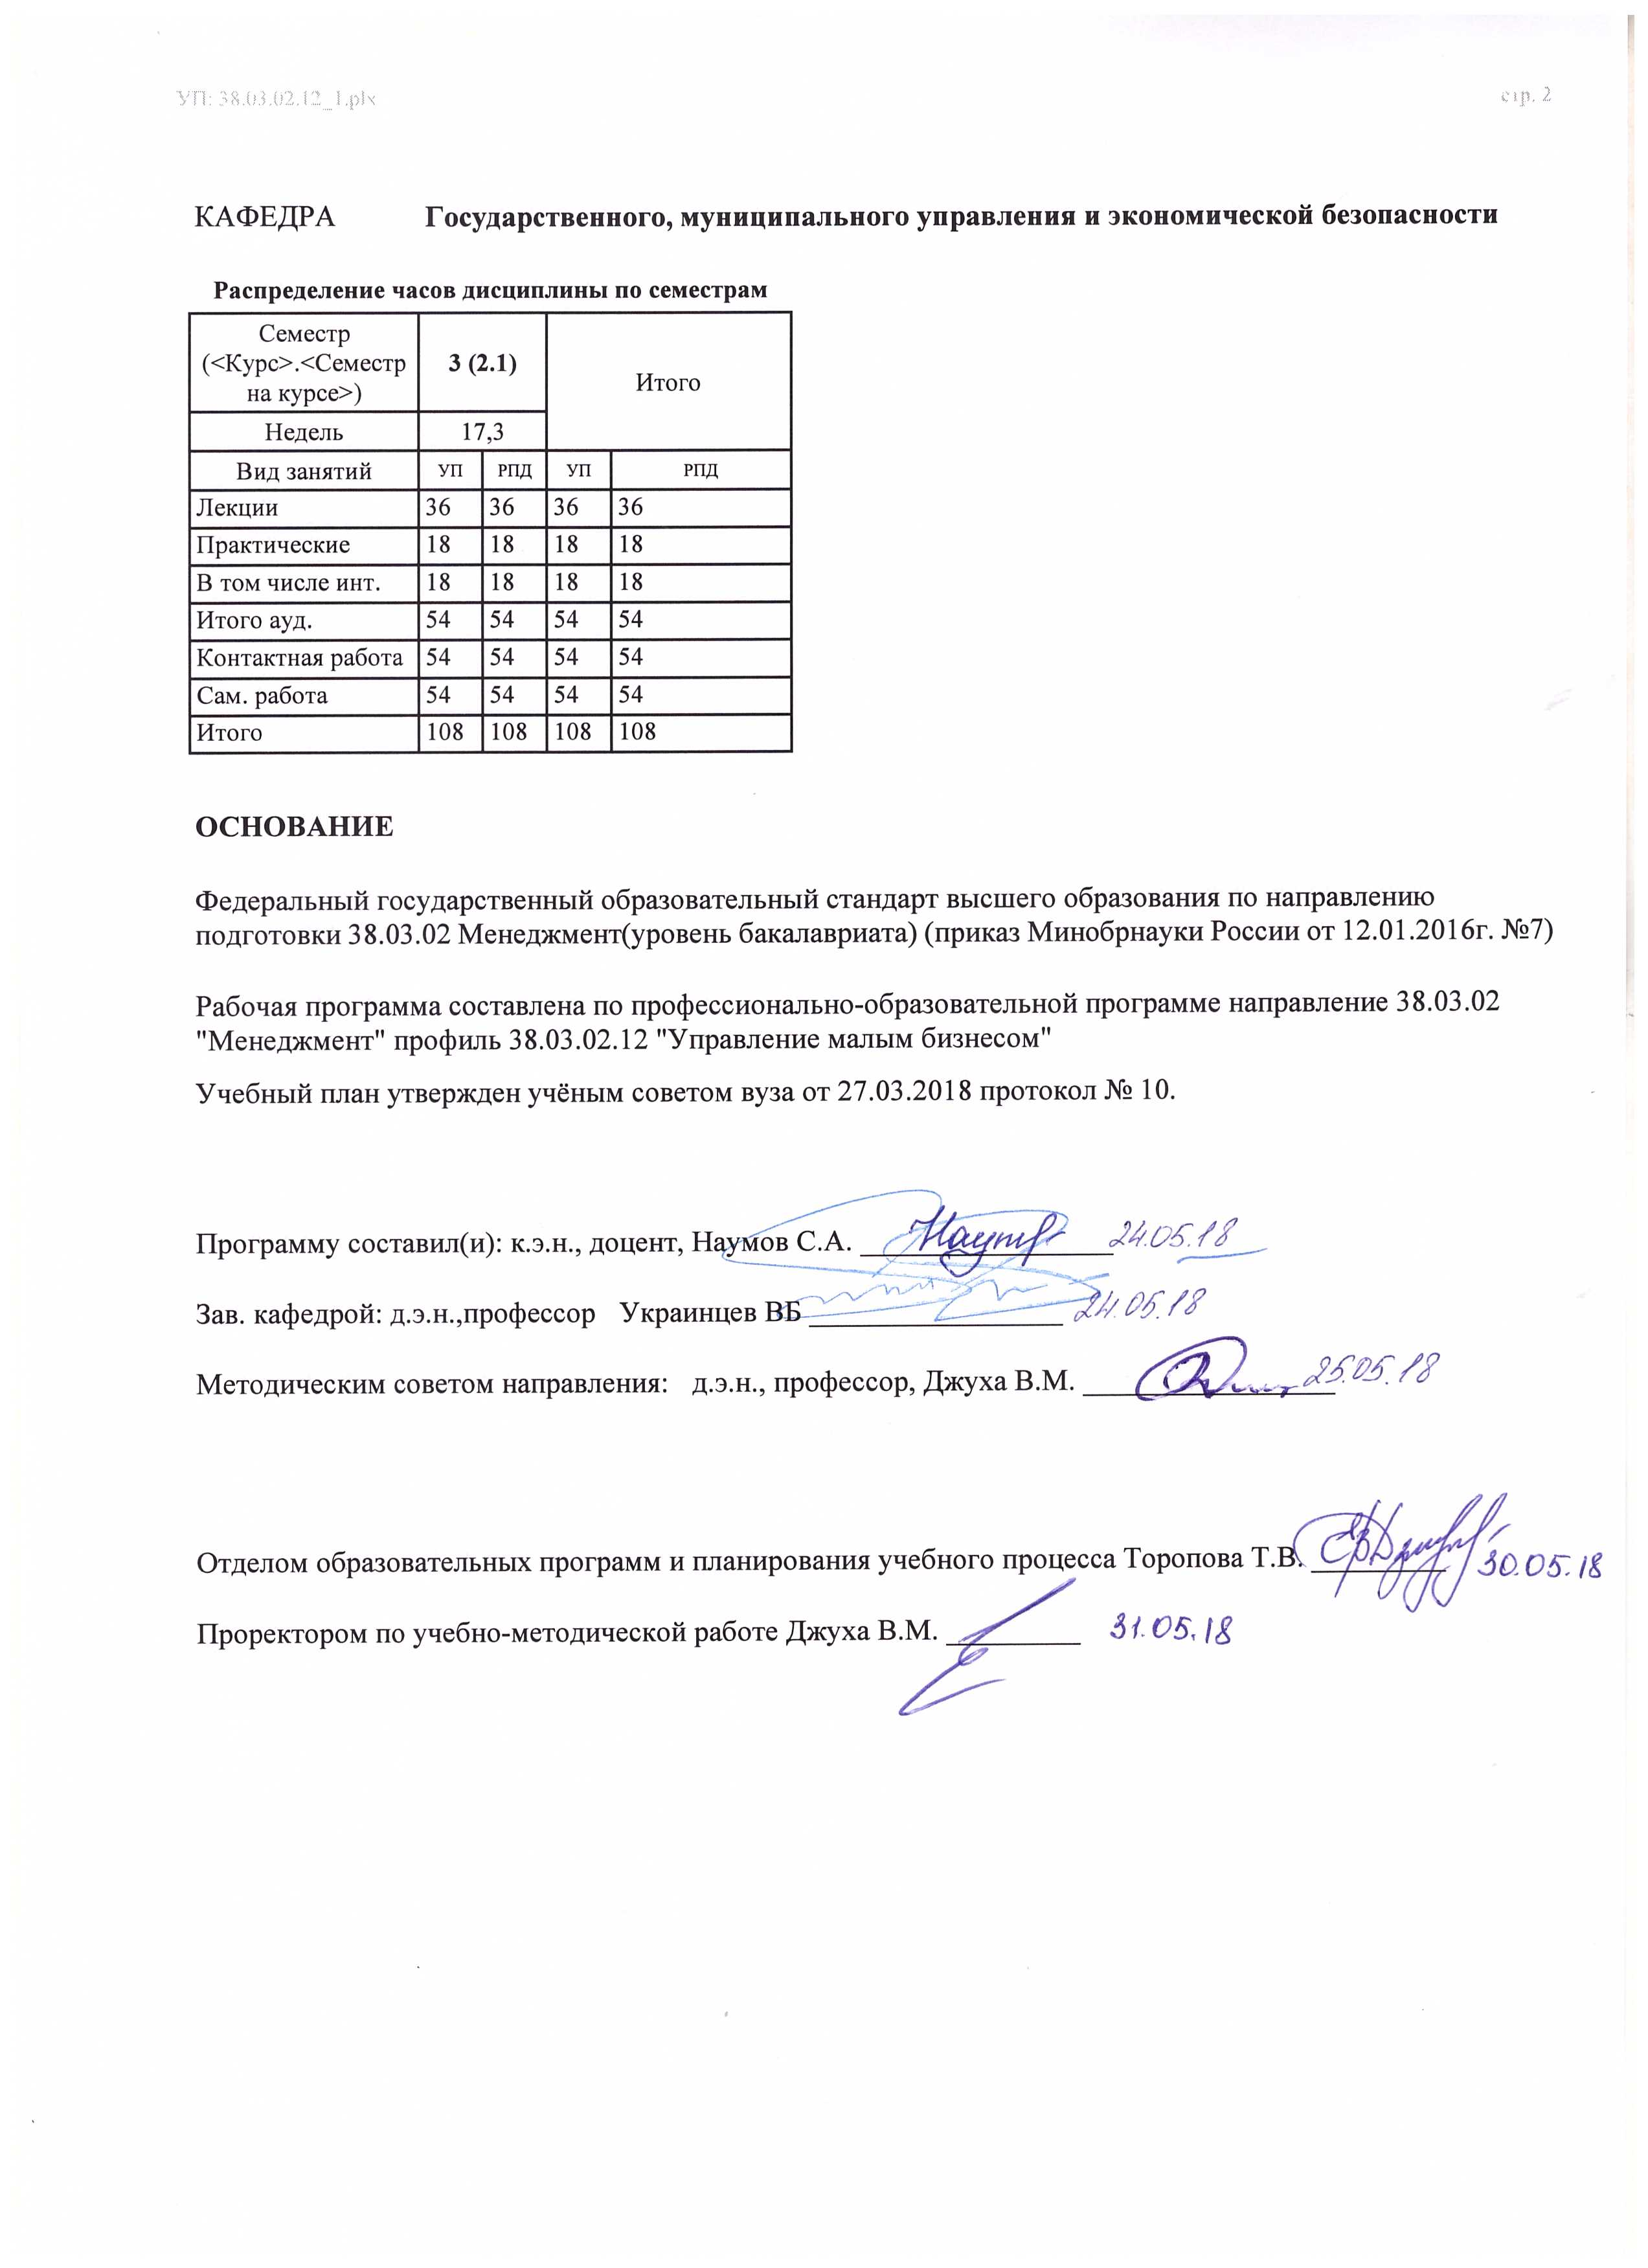 УП: 38.03.02.12_1.plx
стр. 2
КАФЕДРА Государственного, муниципального управления и экономической безопасности
Распределение часов дисциплины по семестрам
Семестр
(<Курс>.<Семестр
на курсе>)
3 (2.1)
Итого
Недель 17,3
Вид занятий УП РПД УП РПД
Лекции 36 36 36 36
Практические 18 18 18 18
В том числе инт. 18 18 18 18
Итого ауд. 54 54 54 54
Контактная работа 54 54 54 54
Сам. работа 54 54 54 54
Итого 108 108 108 108
ОСНОВАНИЕ
Федеральный государственный образовательный стандарт высшего образования по направлению
подготовки 38.03.02 Менеджмент(уровень бакалавриата) (приказ Минобрнауки России от 12.01.2016г. №7)
Рабочая программа составлена по профессионально-образовательной программе направление 38.03.02
"Менеджмент" профиль 38.03.02.12 "Управление малым бизнесом"
Учебный план утвержден учёным советом вуза от 27.03.2018 протокол № 10.
Программу составил(и): к.э.н., доцент, Наумов С.А. 24.05.18
Зав. кафедрой: д.э.н.,профессор Украинцев ВБ 24.05.18
Методическим советом направления: д.э.н., профессор, Джуха В.М. 25.05.18
Отделом образовательных программ и планирования учебного процесса Торопова Т.В. 30.05.18
Проректором по учебно-методической работе Джуха В.М. 31.05.18